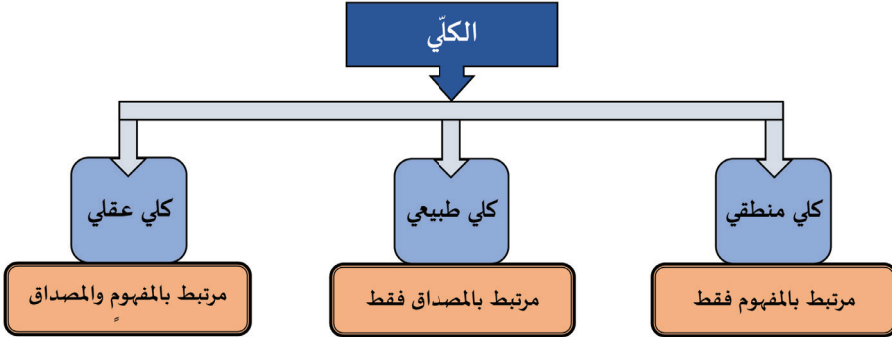 الكلّي
كلي منطقي
كلي طبيعي
كلي عقلي
مرتبط بالمفهوم فقط
مرتبط بالمصداق فقط
مرتبط بالمفهوم والمصداق